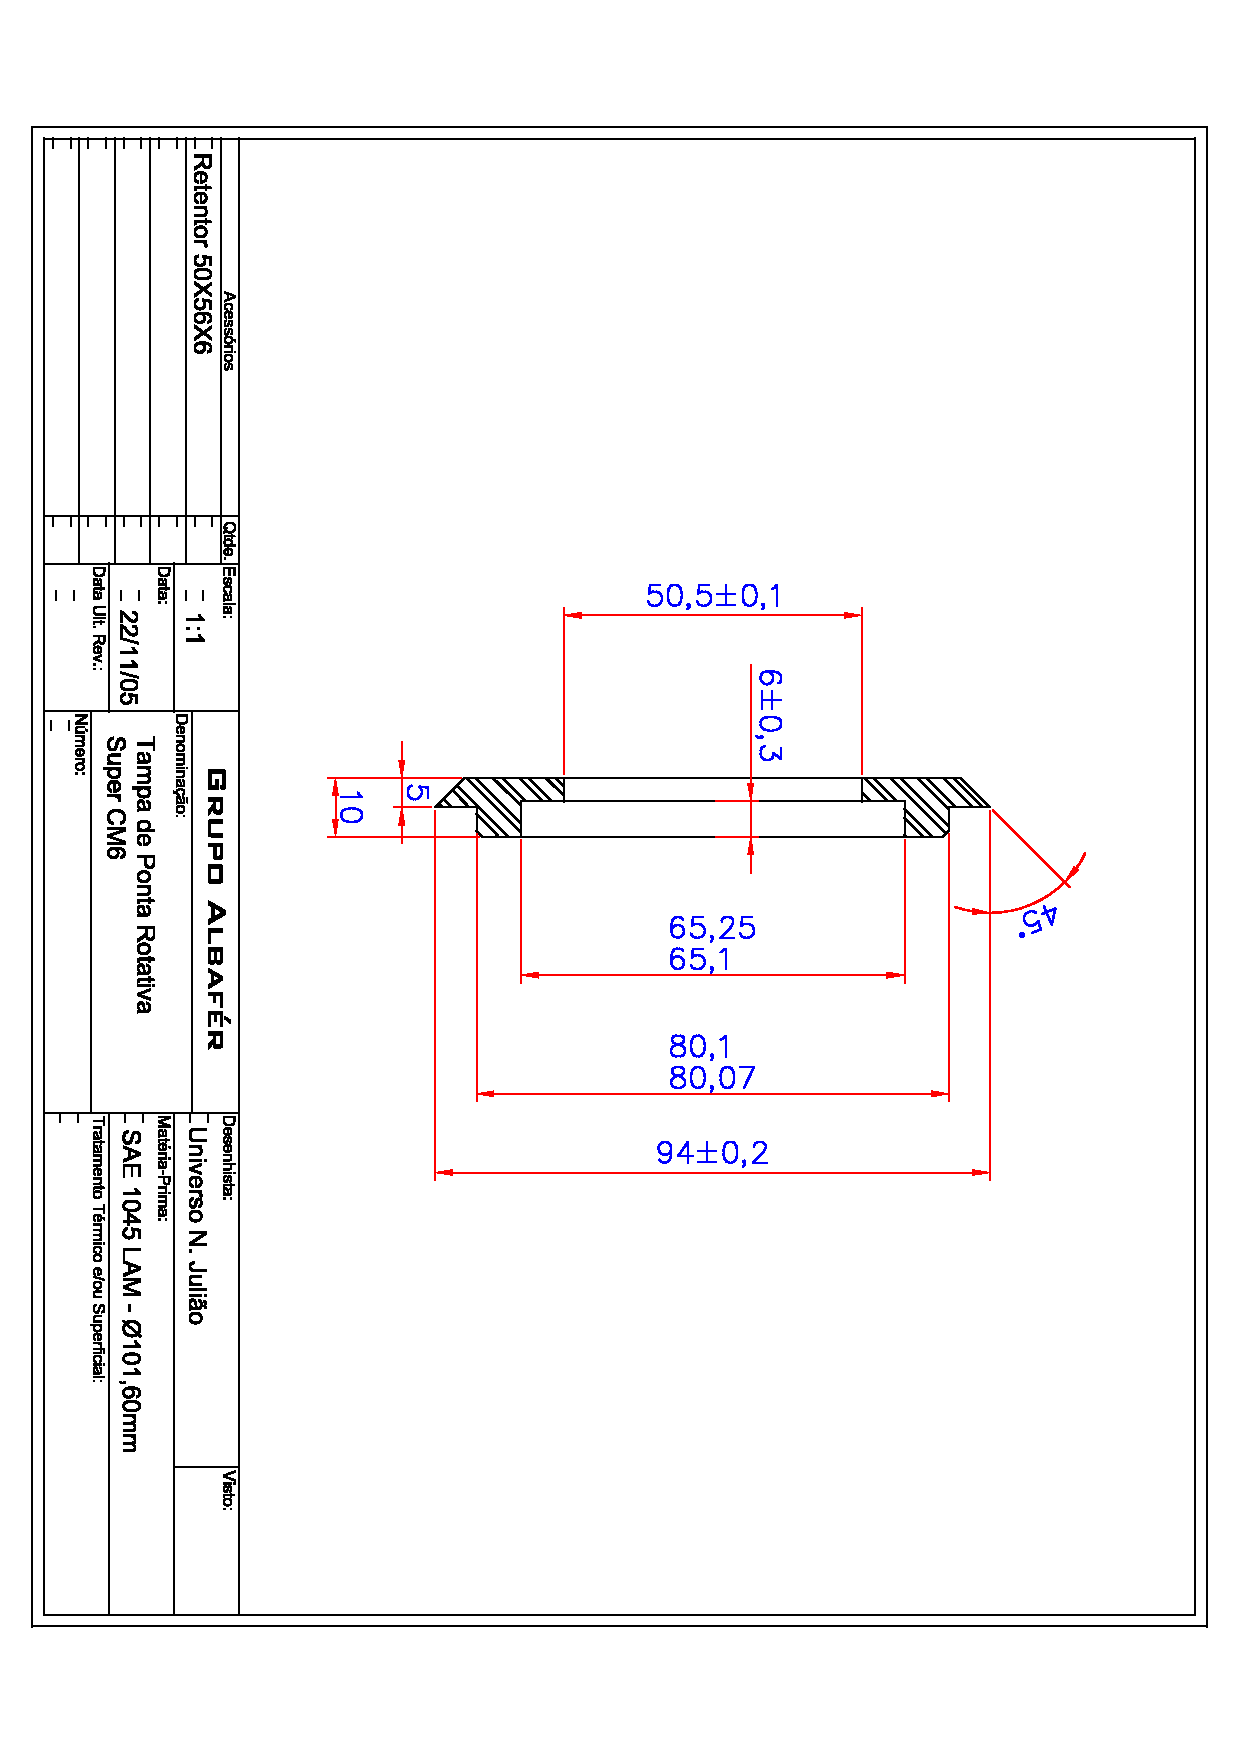 50,5±0,1
6±0,3
5
10
45°
65,25
65,1
80,1
80,07
94±0,2
Acessórios
Qtde.
Retentor 50X56X6
Escala:
1:1
Data:
22/11/05
Data Ult. Rev.:
GRUPO ALBAFÉR
Denominação:
Tampa de Ponta Rotativa
Super CM6
Número:
Desenhista:
Universo N. Julião
Visto:
Matéria-Prima:
SAE 1045 LAM - Ø101,60mm
Tratamento Térmico e/ou Superficial: